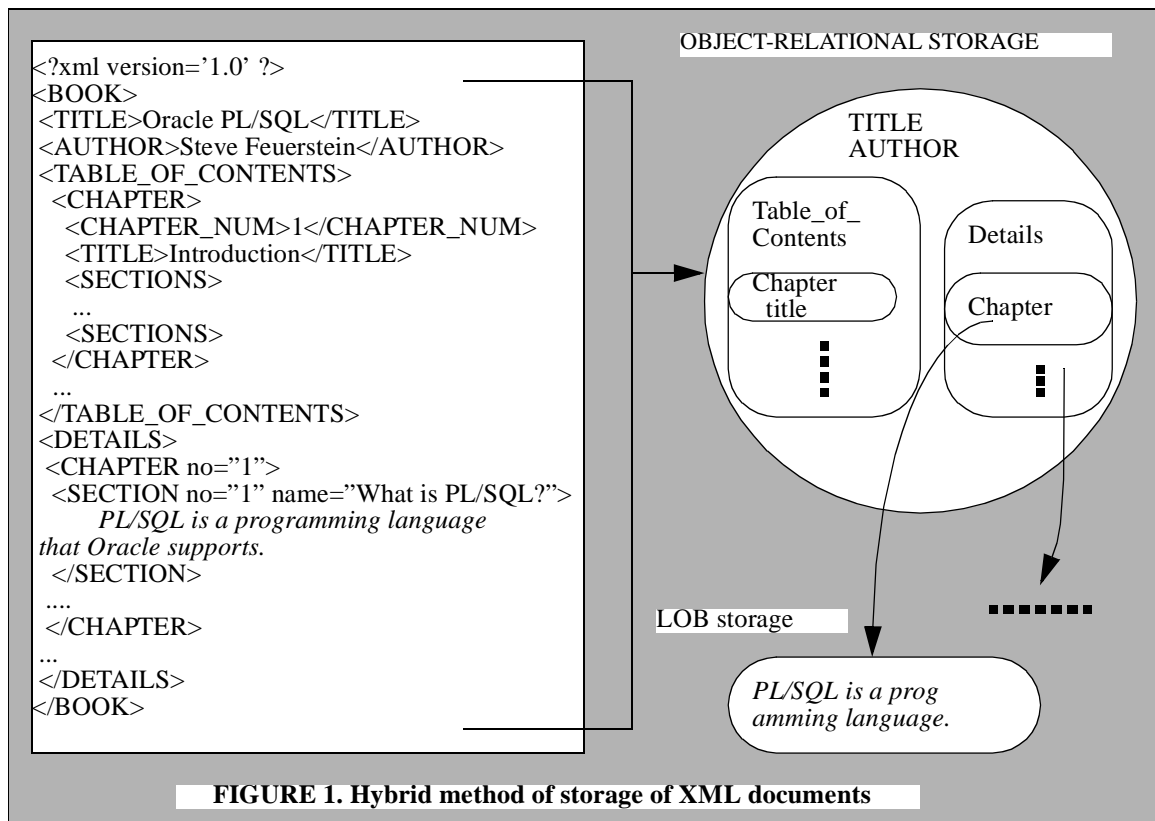 <?xml version='1.0' ?>
<BOOK>
<TITLE>Oracle PL/SQL</TITLE>
<AUTHOR>Steve Feuerstein</AUTHOR>
<TABLE_OF_CONTENTS>
<CHAPTER>
<CHAPTER_NUM>1</CHAPTER_NUM>
<TITLE>Introduction</TITLE>
<SECTIONS>
...
<SECTIONS>
</CHAPTER>
...
</TABLE_OF_CONTENTS>
<DETAILS>
<CHAPTER no=”1”>
<SECTION no=”1” name=”What is PL/SQL?”>
PL/SQL is a programming language
that Oracle supports.
</SECTION>
....
</CHAPTER>
...
</DETAILS>
</BOOK>
OBJECT-RELATIONAL STORAGE
TITLE
AUTHOR
Table_of_
Contents
Chapter
title
Details
Chapter
LOB storage
PL/SQL is a prog
amming language.
FIGURE 1. Hybrid method of storage of XML documents